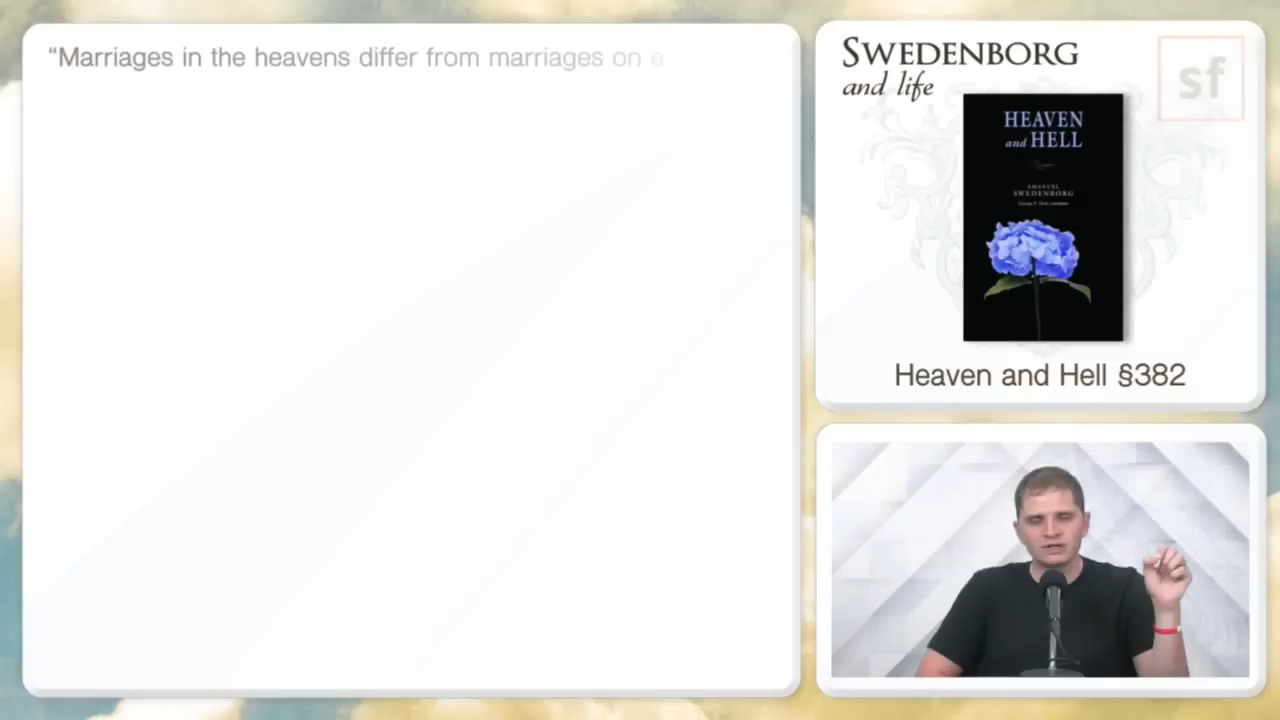 “Marriages in the heavens differ from marriages on e
SWEDENBORG
and life
sf
HEAVEN
and HELL
EMANUEL
SWEDENBORG
Heaven and Hell §382